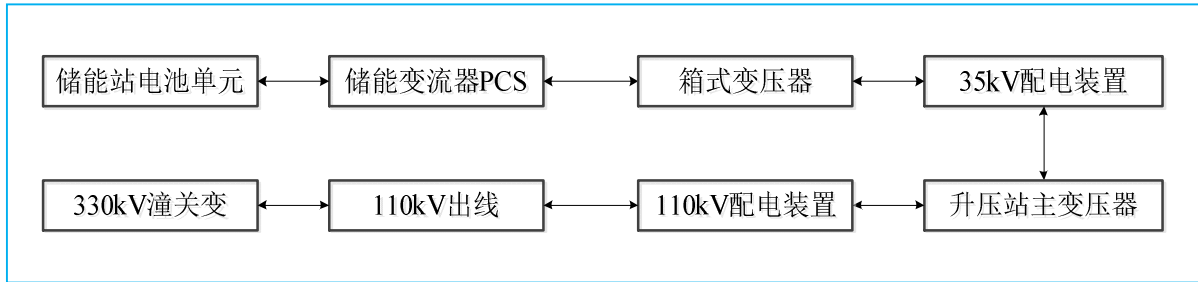 储能站电池单元
储能变流器PCS
箱式变压器
35kV配电装置
330kV潼关变
110kV出线
110kV配电装置
升压站主变压器